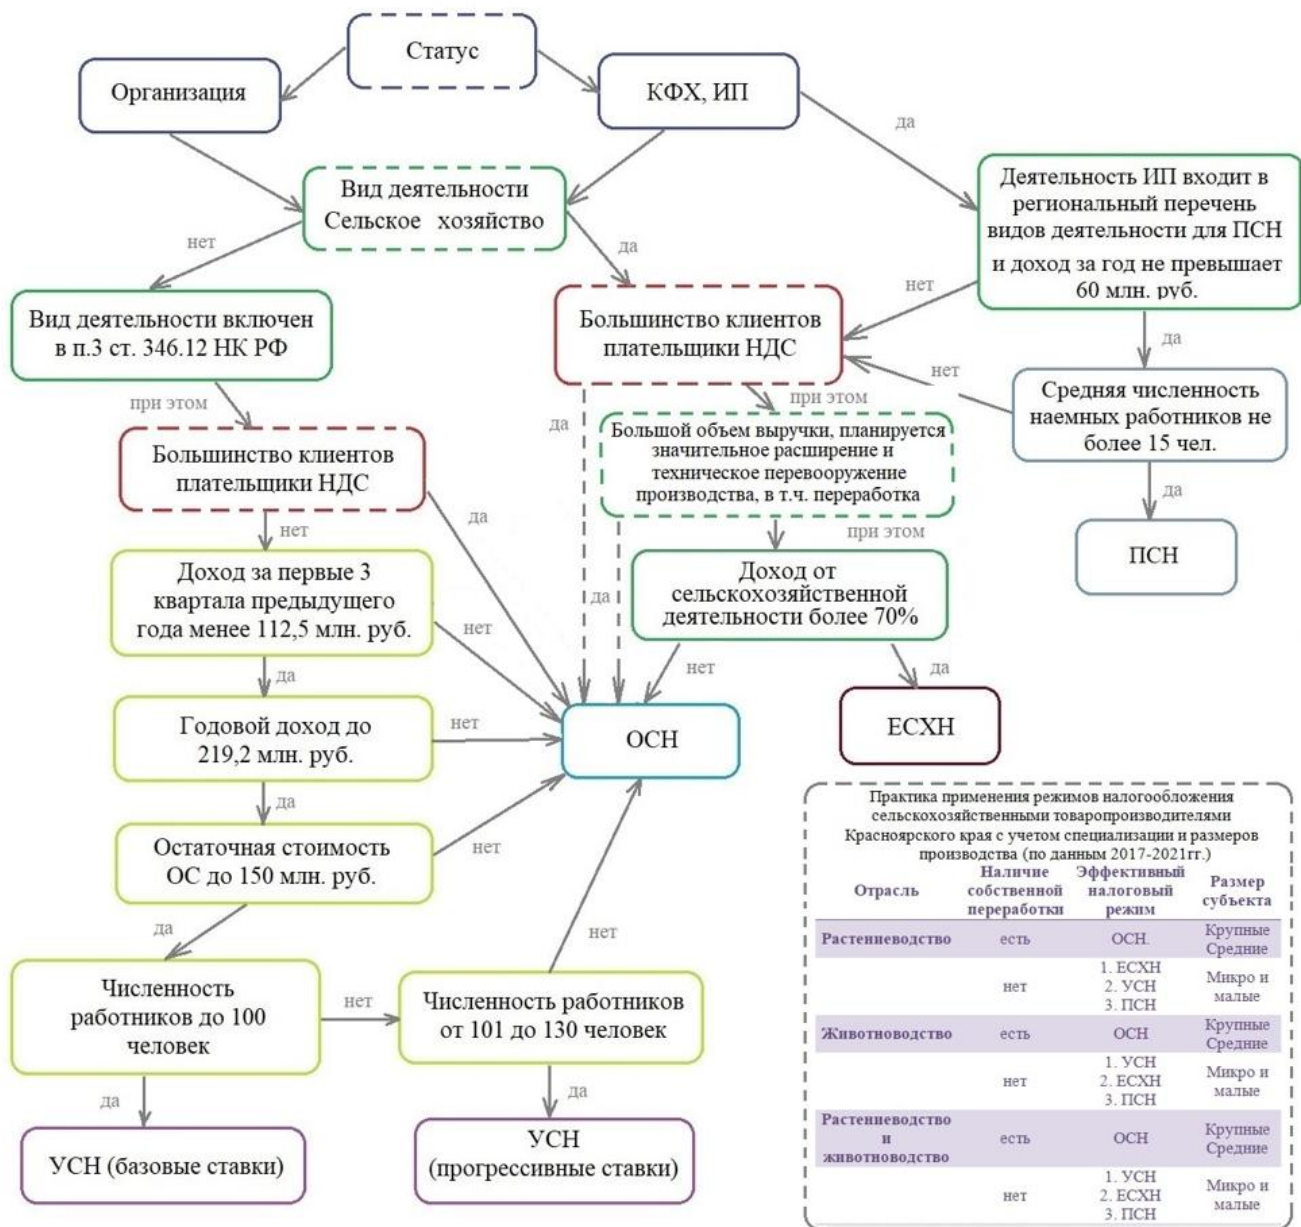 Статус
Организация
КФХ, ИП
да
Вид деятельности
Сельское хозяйство
Деятельность ИП входит в
региональный перечень
видов деятельности для ПСН
и доход за год не превышает
60 млн. руб.
нет
да
нет
Вид деятельности включен
в п.3 ст. 346.12 НК РФ
Большинство клиентов
плательщики НДС
да
нет
Средняя численность
наемных работников не
более 15 чел.
при этом
при этом
да
Большинство клиентов
плательщики НДС
Большой объем выручки, планируется
значительное расширение и
техническое перевооружение
производства, в т.ч. переработка
да
ПСН
нет
да
при этом
Доход за первые 3
квартала предыдущего
года менее 112,5 млн. руб.
Доход от
сельскохозяйственной
деятельности более 70%
да
нет
да
нет
да
Годовой доход до
219,2 млн. руб.
нет
ОСН
ЕСХН
да
Остаточная стоимость
ОС до 150 млн. руб.
нет
да
нет
Численность
работников до 100
человек
нет
Численность работников
от 101 до 130 человек
да
да
УСН (базовые ставки)
УСН
(прогрессивные ставки)
Практика применения режимов налогообложения
сельскохозяйственными товаропроизводителями
Красноярского края с учетом специализации и размеров
производства (по данным 2017-2021гг.)
Отрасль
Наличие
собственной
переработки
Эффективный
налоговый
режим
Размер
субъекта
Растениеводство
есть
ОСН.
Крупные
Средние
нет
1. ЕСХН
2. УСН
3. ПСН
Микро и
малые
Животноводство
есть
ОСН
Крупные
Средние
нет
1. УСН
2. ЕСХН
3. ПСН
Микро и
малые
Растениеводство
и
животноводство
есть
ОСН
Крупные
Средние
нет
1. УСН
2. ЕСХН
3. ПСН
Микро и
малые